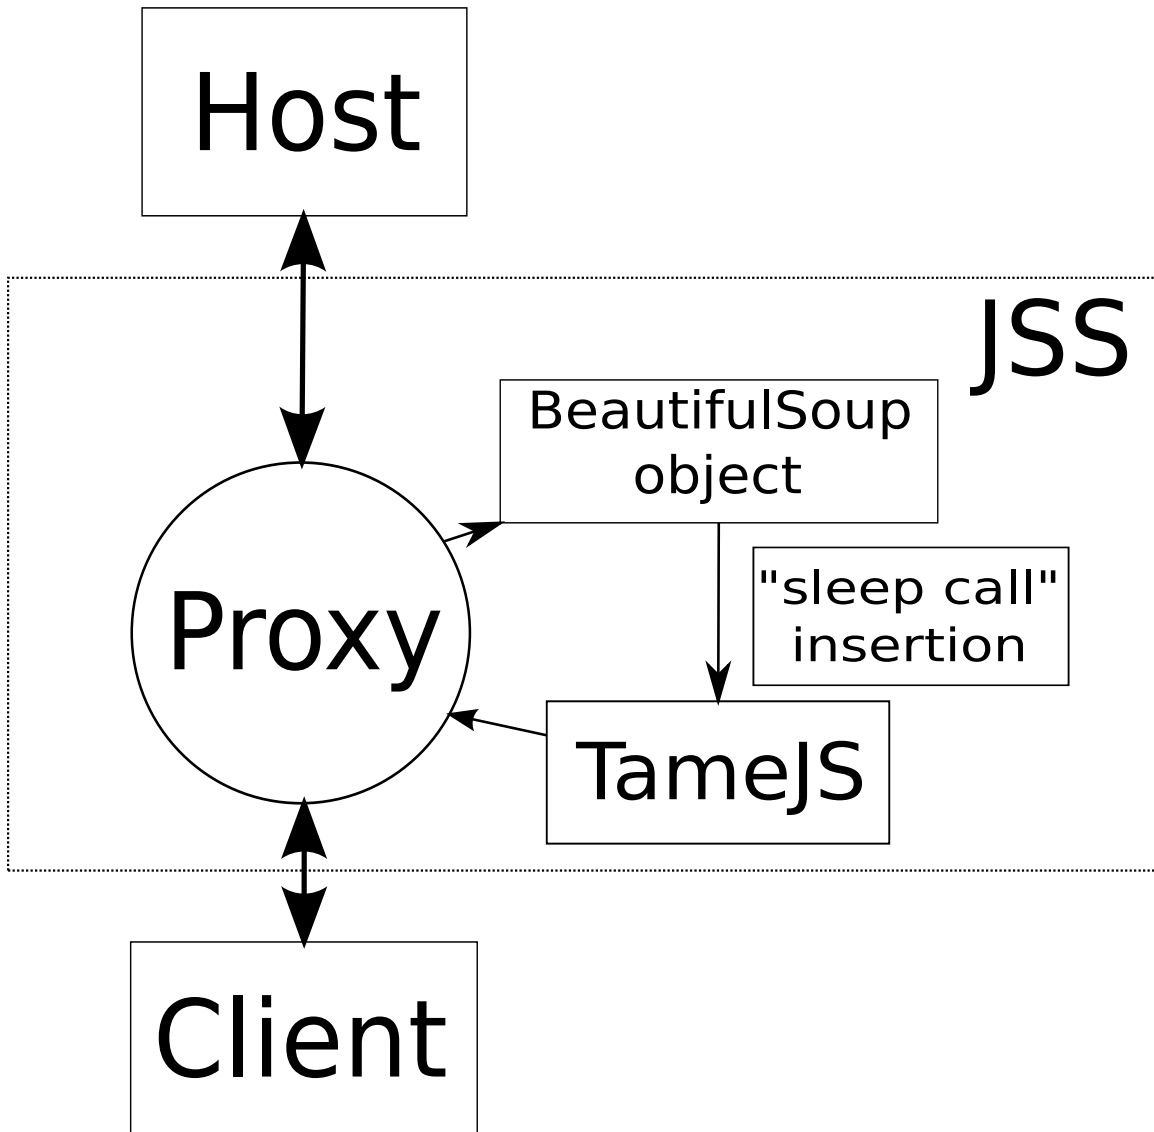 Host
JSS
BeautifulSoup
object
"sleep call"
insertion
Proxy
TameJS
Client